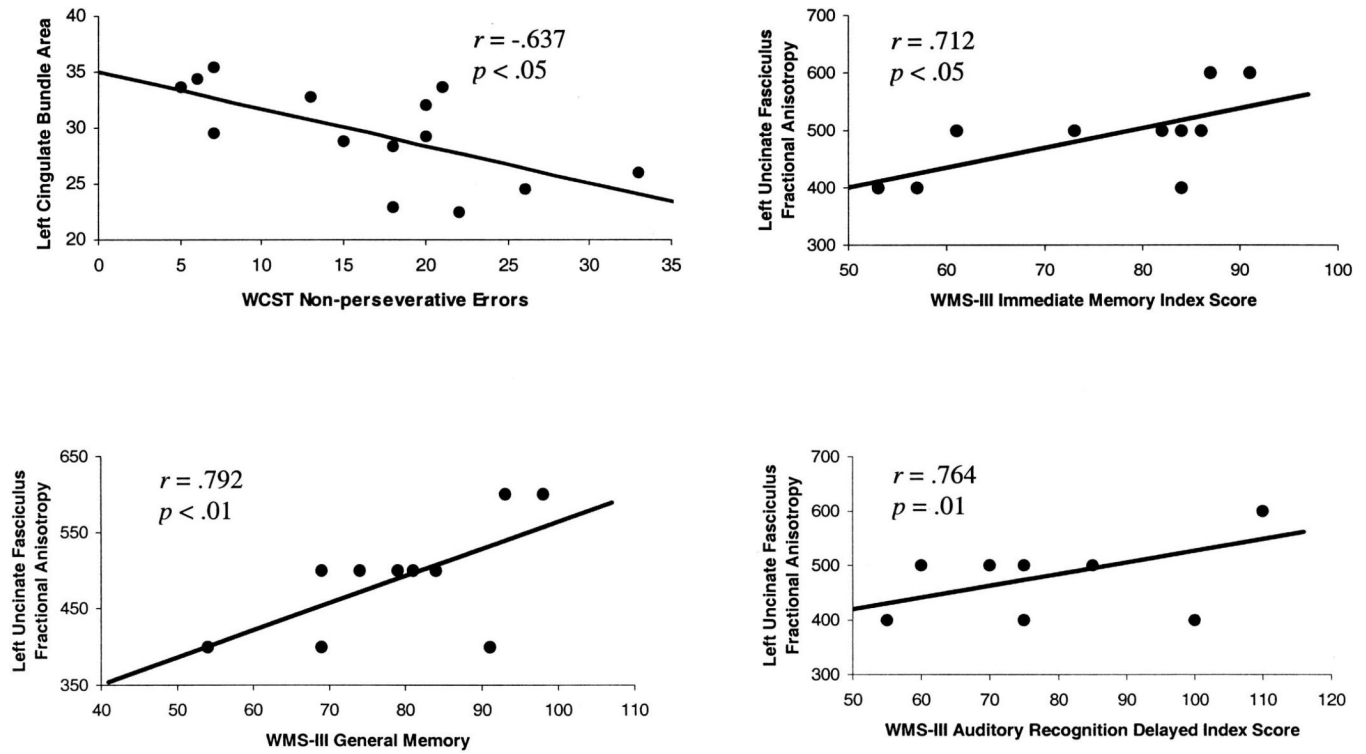 Left Cingulate Bundle Area
40
35
30
25
20
r = -.637
p < .05
0 5 10 15 20 25 30 35
WCST Non-perseverative Errors
Left Uncinate Fasciculus
Fractional Anisotropy
700
600
500
400
300
r = .712
p < .05
50 60 70 80 90 100
WMS-III Immediate Memory Index Score
Left Uncinate Fasciculus
Fractional Anisotropy
650
550
450
350
r = .792
p < .01
40 50 60 70 80 90 100 110
WMS-III General Memory
Left Uncinate Fasciculus
Fractional Anisotropy
700
600
500
400
300
r = .764
p = .01
50 60 70 80 90 100 110 120
WMS-III Auditory Recognition Delayed Index Score